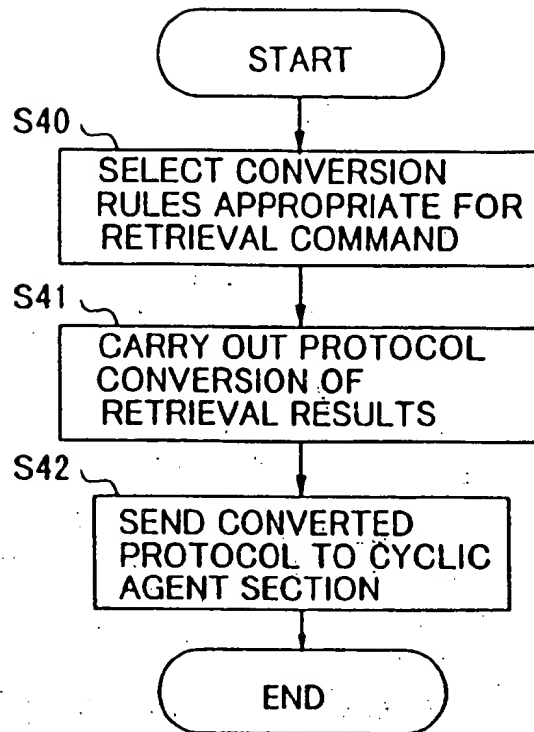 START
S40
SELECT CONVERSION
RULES APPROPRIATE FOR
RETRIEVAL COMMAND
S41
CARRY OUT PROTOCOL
CONVERSION OF
RETRIEVAL RESULTS
S42
SEND CONVERTED
PROTOCOL TO CYCLIC
AGENT SECTION
END